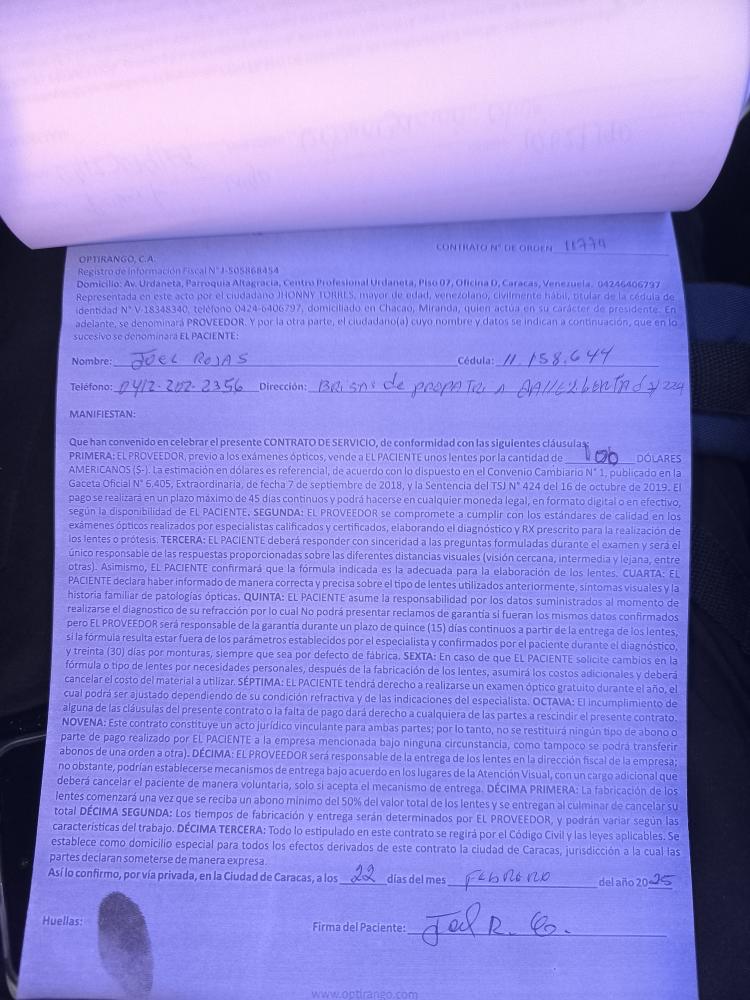 CONTRATO N° DE ORDEN 11779
OPTIRANGO, C.A.
Registro de Información Fiscal N° J-505868454
Domicilio: Av. Urdaneta, Parroquia Altagracia, Centro Profesional Urdaneta, Piso 07, Oficina D, Caracas, Venezuela. 04246406797
Representada en este acto por el ciudadano JHONNY TORRES, mayor de edad, venezolano, civilmente hábil, titular de la cédula de
identidad N° V-18348340, teléfono 0424-6406797, domiciliado en Chacao, Miranda, quien actúa en su carácter de presidente. En
adelante, se denominará PROVEEDOR. Y por la otra parte, el ciudadano(a) cuyo nombre y datos se indican a continuación, que en lo
sucesivo se denominará EL PACIENTE:
Nombre: Joel Rojas Cédula: 11.158.644
Teléfono: 0412-202-2356 Dirección: Brisas de propatria
MANIFIESTAN:
Que han convenido en celebrar el presente CONTRATO DE SERVICIO, de conformidad con las siguientes cláusulas
PRIMERA: EL PROVEEDOR, previo a los exámenes ópticos, vende a EL PACIENTE unos lentes por la cantidad de 100 DÓLARES
AMERICANOS ($-). La estimación en dólares es referencial, de acuerdo con lo dispuesto en el Convenio Cambiario N° 1, publicado en la
Gaceta Oficial N° 6.405, Extraordinaria, de fecha 7 de septiembre de 2018, y la Sentencia del TSJ N° 424 del 16 de octubre de 2019. El
pago se realizará en un plazo máximo de 45 días continuos y podrá hacerse en cualquier moneda legal, en formato digital o en efectivo,
según la disponibilidad de EL PACIENTE. SEGUNDA: EL PROVEEDOR se compromete a cumplir con los estándares de calidad en los
exámenes ópticos realizados por especialistas calificados y certificados, elaborando el diagnóstico y RX prescrito para la realización de
los lentes o prótesis. TERCERA: EL PACIENTE deberá responder con sinceridad a las preguntas formuladas durante el examen y será el
único responsable de las respuestas proporcionadas sobre las diferentes distancias visuales (visión cercana, intermedia y lejana, entre
otras). Asimismo, EL PACIENTE confirmará que la fórmula indicada es la adecuada para la elaboración de los lentes. CUARTA: EL
PACIENTE declara haber informado de manera correcta y precisa sobre el tipo de lentes utilizados anteriormente, síntomas visuales y la
historia familiar de patologías ópticas. QUINTA: EL PACIENTE asume la responsabilidad por los datos suministrados al momento de
realizarse el diagnostico de su refracción por lo cual No podrá presentar reclamos de garantía si fueran los mismos datos confirmados
pero EL PROVEEDOR será responsable de la garantía durante un plazo de quince (15) días continuos a partir de la entrega de los lentes,
si la fórmula resulta estar fuera de los parámetros establecidos por el especialista y confirmados por el paciente durante el diagnóstico,
y treinta (30) días por monturas, siempre que sea por defecto de fábrica. SEXTA: En caso de que EL PACIENTE solicite cambios en la
fórmula o tipo de lentes por necesidades personales, después de la fabricación de los lentes, asumirá los costos adicionales y deberá
cancelar el costo del material a utilizar. SÉPTIMA: EL PACIENTE tendrá derecho a realizarse un examen óptico gratuito durante el año, el
cual podrá ser ajustado dependiendo de su condición refractiva y de las indicaciones del especialista. OCTAVA: El incumplimiento de
alguna de las cláusulas del presente contrato o la falta de pago dará derecho a cualquiera de las partes a rescindir el presente contrato.
NOVENA: Este contrato constituye un acto jurídico vinculante para ambas partes; por lo tanto, no se restituirá ningún tipo de abono o
parte de pago realizado por EL PACIENTE a la empresa mencionada bajo ninguna circunstancia, como tampoco se podrá transferir
abonos de una orden a otra). DÉCIMA: EL PROVEEDOR será responsable de la entrega de los lentes en la dirección fiscal de la empresa;
no obstante, podrían establecerse mecanismos de entrega bajo acuerdo en los lugares de la Atención Visual, con un cargo adicional que
deberá cancelar el paciente de manera voluntaria, solo si acepta el mecanismo de entrega. DÉCIMA PRIMERA: La fabricación de los
lentes comenzará una vez que se reciba un abono mínimo del 50% del valor total de los lentes y se entregan al culminar de cancelar su
total DÉCIMA SEGUNDA: Los tiempos de fabricación y entrega serán determinados por EL PROVEEDOR, y podrán variar según las
características del trabajo. DÉCIMA TERCERA: Todo lo estipulado en este contrato se regirá por el Código Civil y las leyes aplicables. Se
establece como domicilio especial para todos los efectos derivados de este contrato la ciudad de Caracas, jurisdicción a la cual las
partes declaran someterse de manera expresa.
Así lo confirmo, por vía privada, en la Ciudad de Caracas, a los 22 días del mes Febrero del año 2025
Huellas: Firma del Paciente: Joel R. G.
www.optirango.com